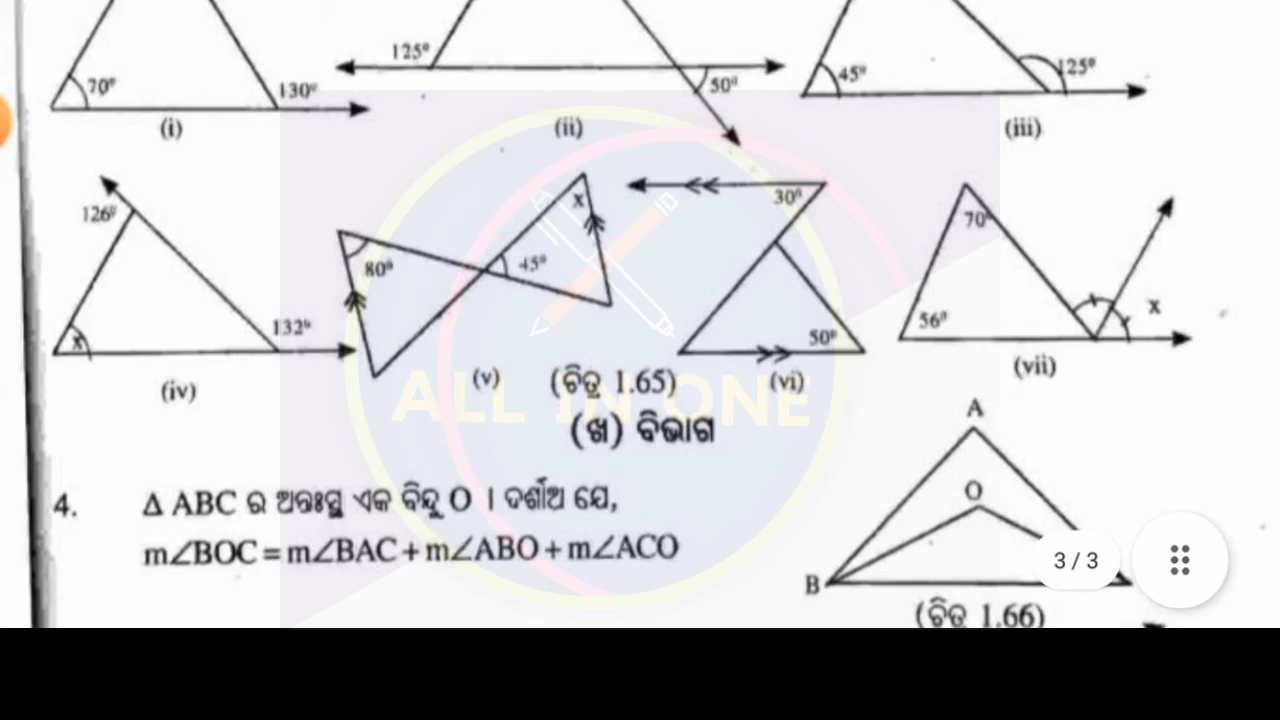 70° 130° 125° 50° 45° 125°
(i) (ii) (iii)
126° x 132° 80° 45° x 30° 50° 70° 56° x
(iv) (v) (ଚିତ୍ର 1.65) (vi) (vii)
ALL IN ONE
(ଖ) ବିଭାଗ
4. Δ ABC ର ଅନ୍ତଃସ୍ଥ ଏକ ବିନ୍ଦୁ O । ଦର୍ଶାଅ ଯେ,
m∠BOC = m∠BAC + m∠ABO + m∠ACO
A
O
B
3 / 3
(ଚିତ୍ର 1.66)